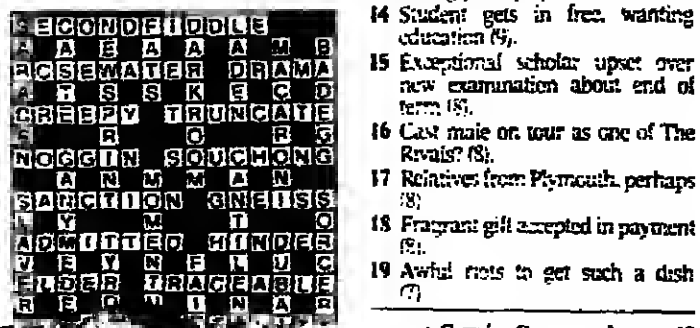 SECONDFIDDLE
A A E A A A M B
ROSEWATER DRAMA
A T S S K E C D
CREEPY TRUNCATE
NOGGIN SOUCHONG
SANCTION GNEISS
L Y M T O
ADMITTED HINDER
V E Y N F L U C
ELDER TRACEABLE
14 Student gets in free, wanting
education (9).
15 Exceptional scholar upset over
new examination about end of
term (8).
16 Cast male on tour as one of The
Rivals? (8).
17 Relatives from Plymouth, perhaps
(8)
18 Fragrant gift accepted in payment
(8).
19 Awful riots to get such a dish
(7)